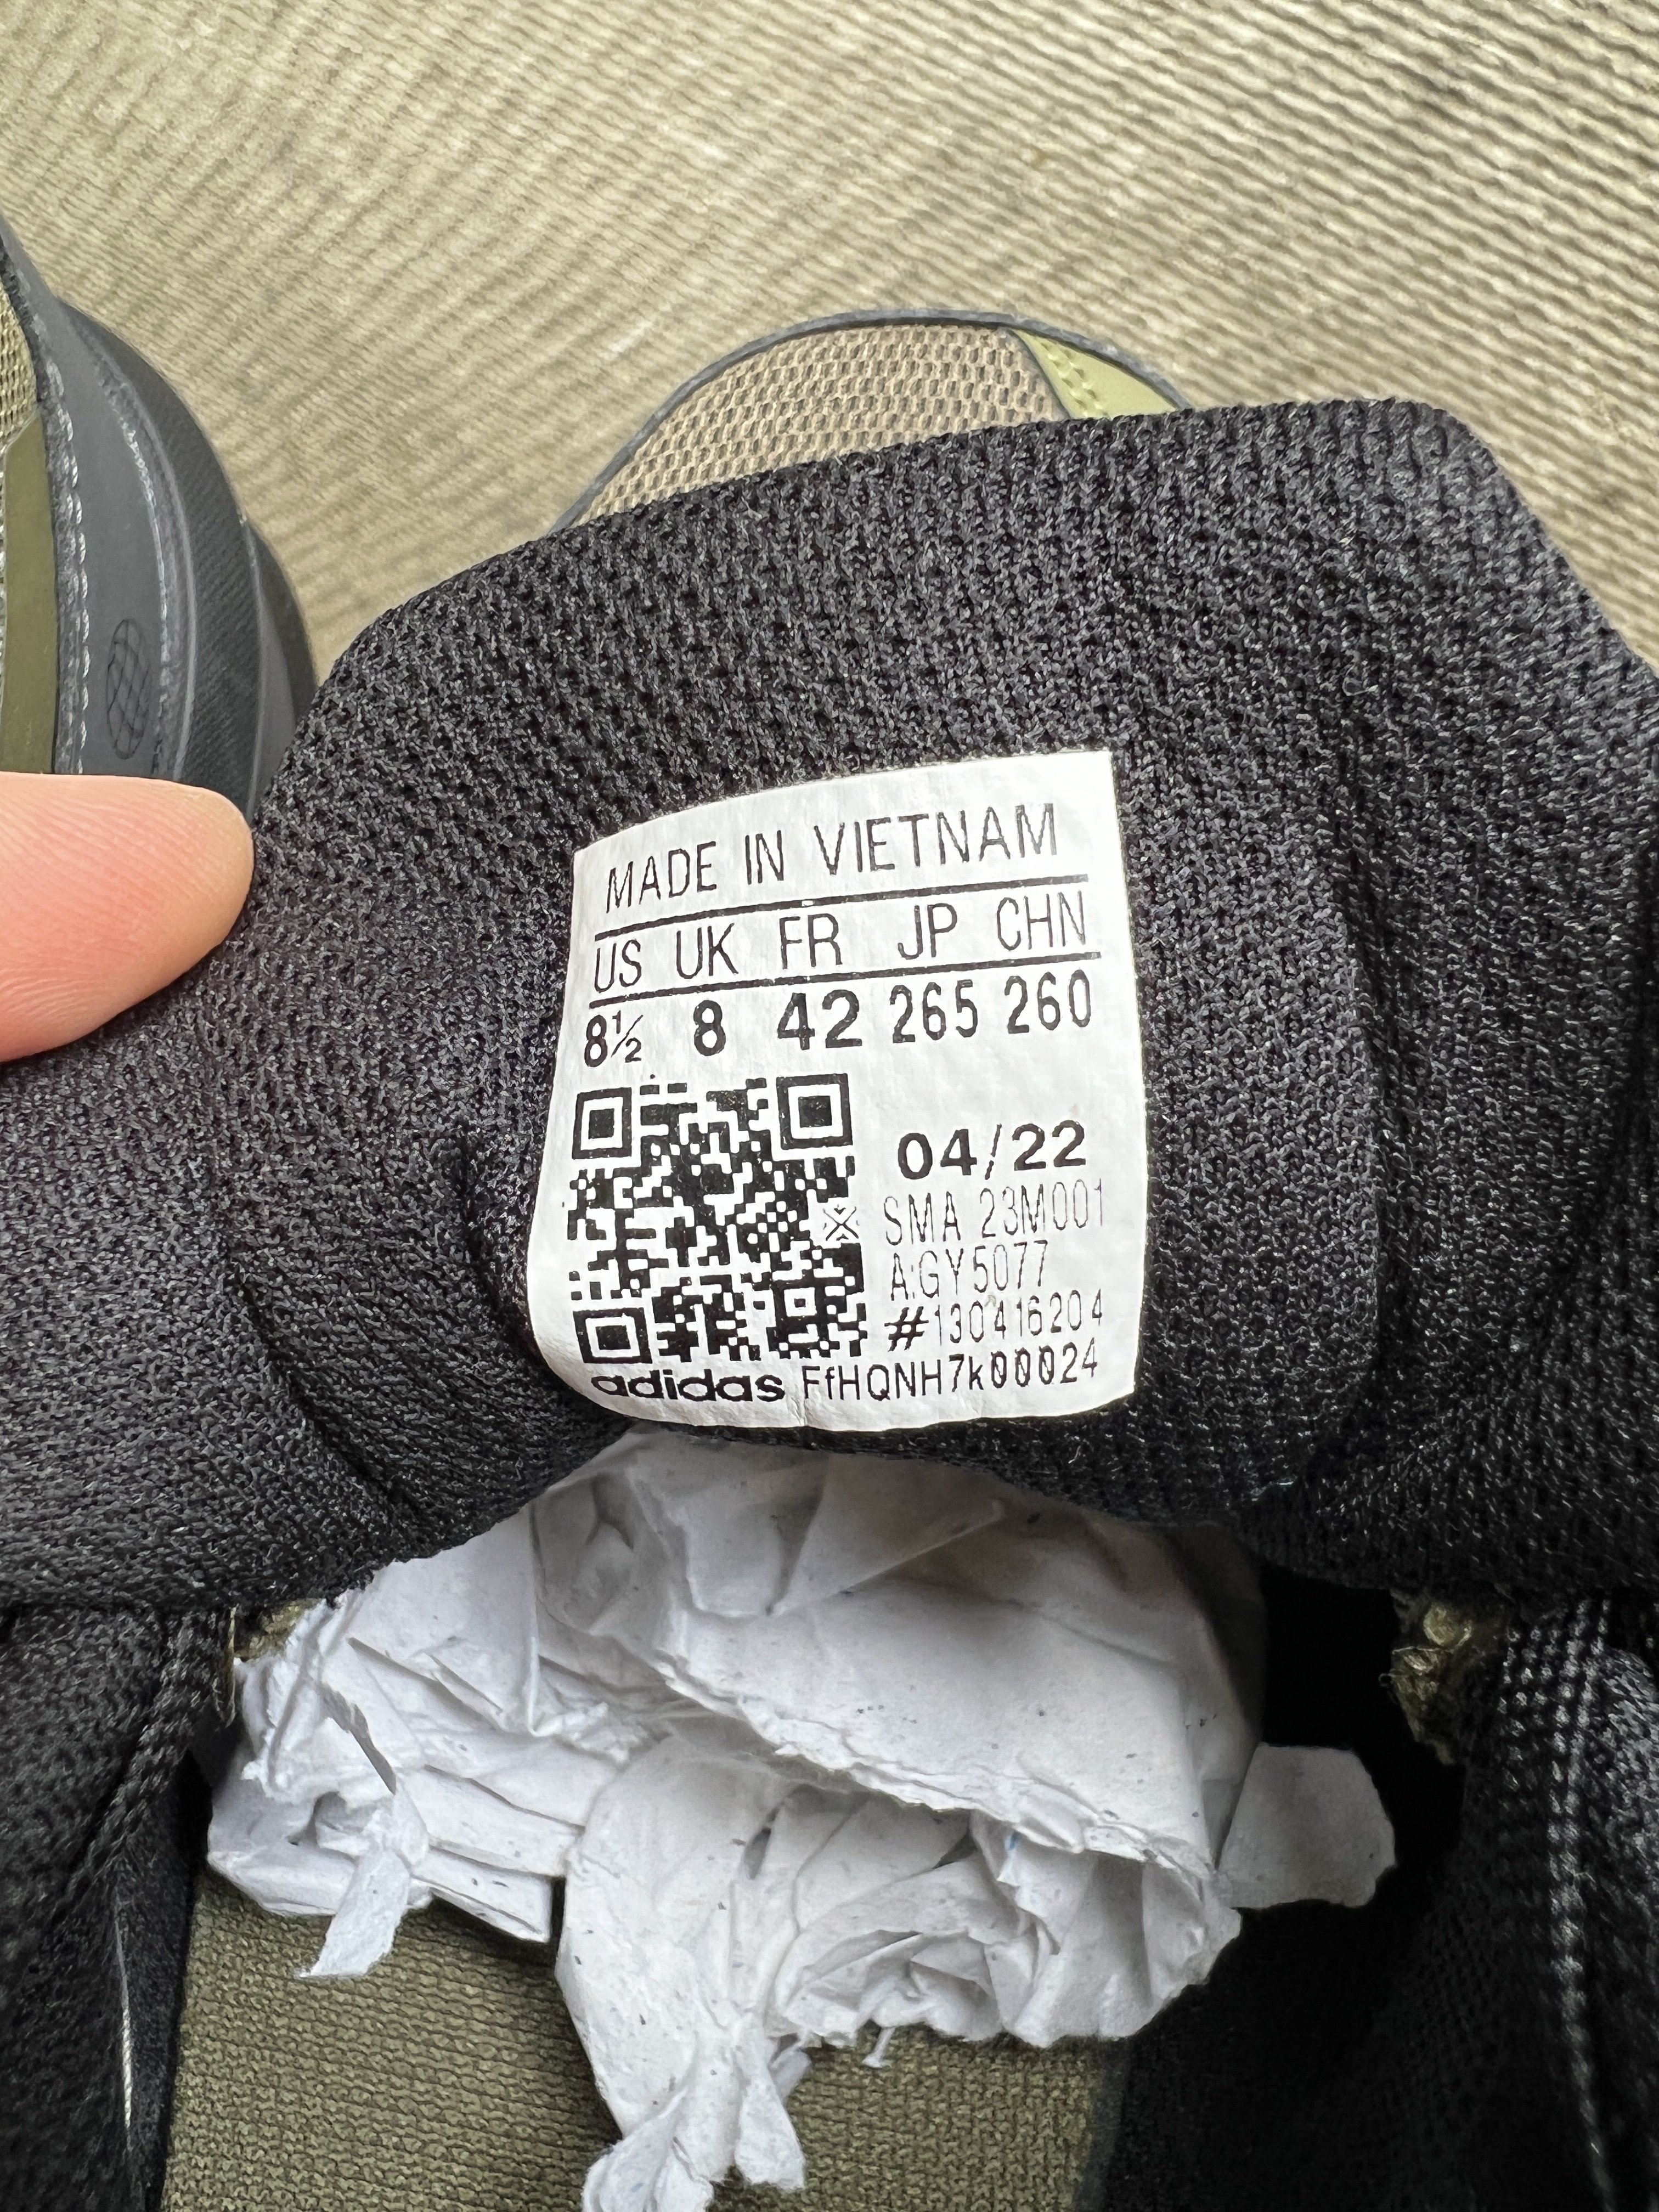 MADE IN VIETNAM
US UK FR JP CHN
8½ 8 42 265 260
04/22
SMA 23M001
A:GY5077
#130416204
adidas FfHQNH7k00024